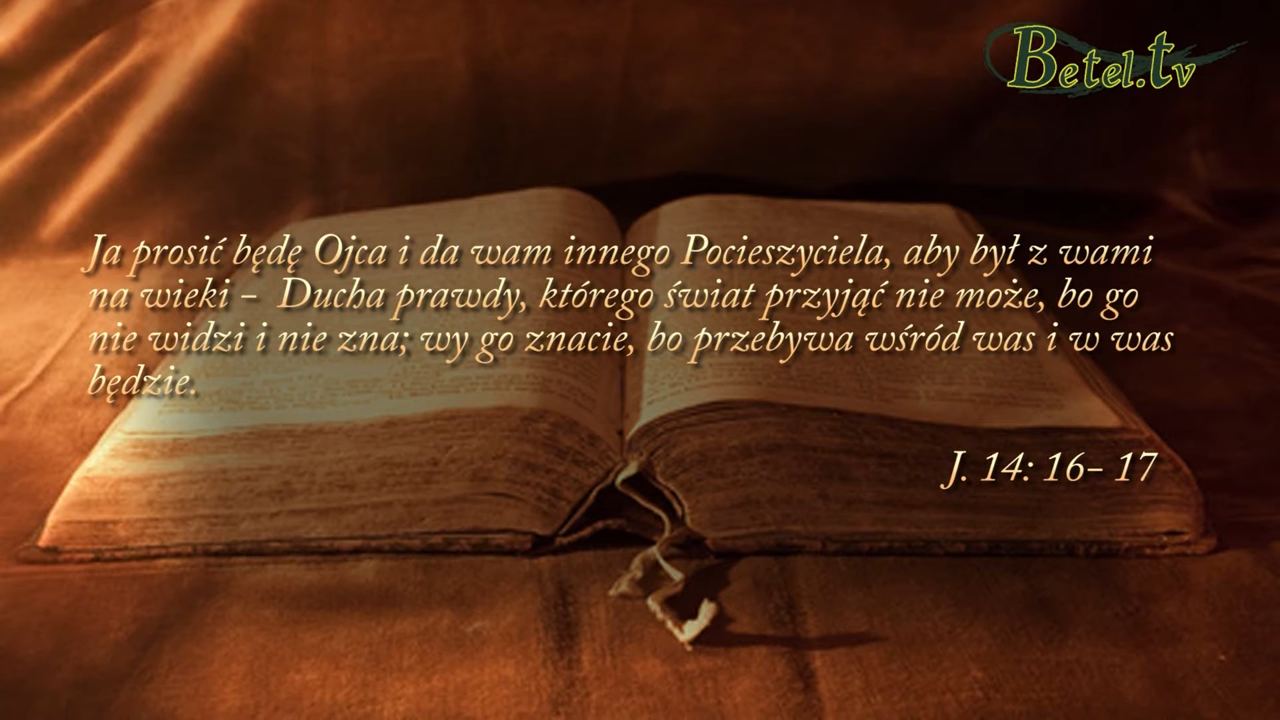 Betel.tv
Ja prosić będę Ojca i da wam innego Pocieszyciela, aby był z wami
na wieki – Ducha prawdy, którego świat przyjąć nie może, bo go
nie widzi i nie zna; wy go znacie, bo przebywa wśród was i w was
będzie.
J. 14: 16– 17